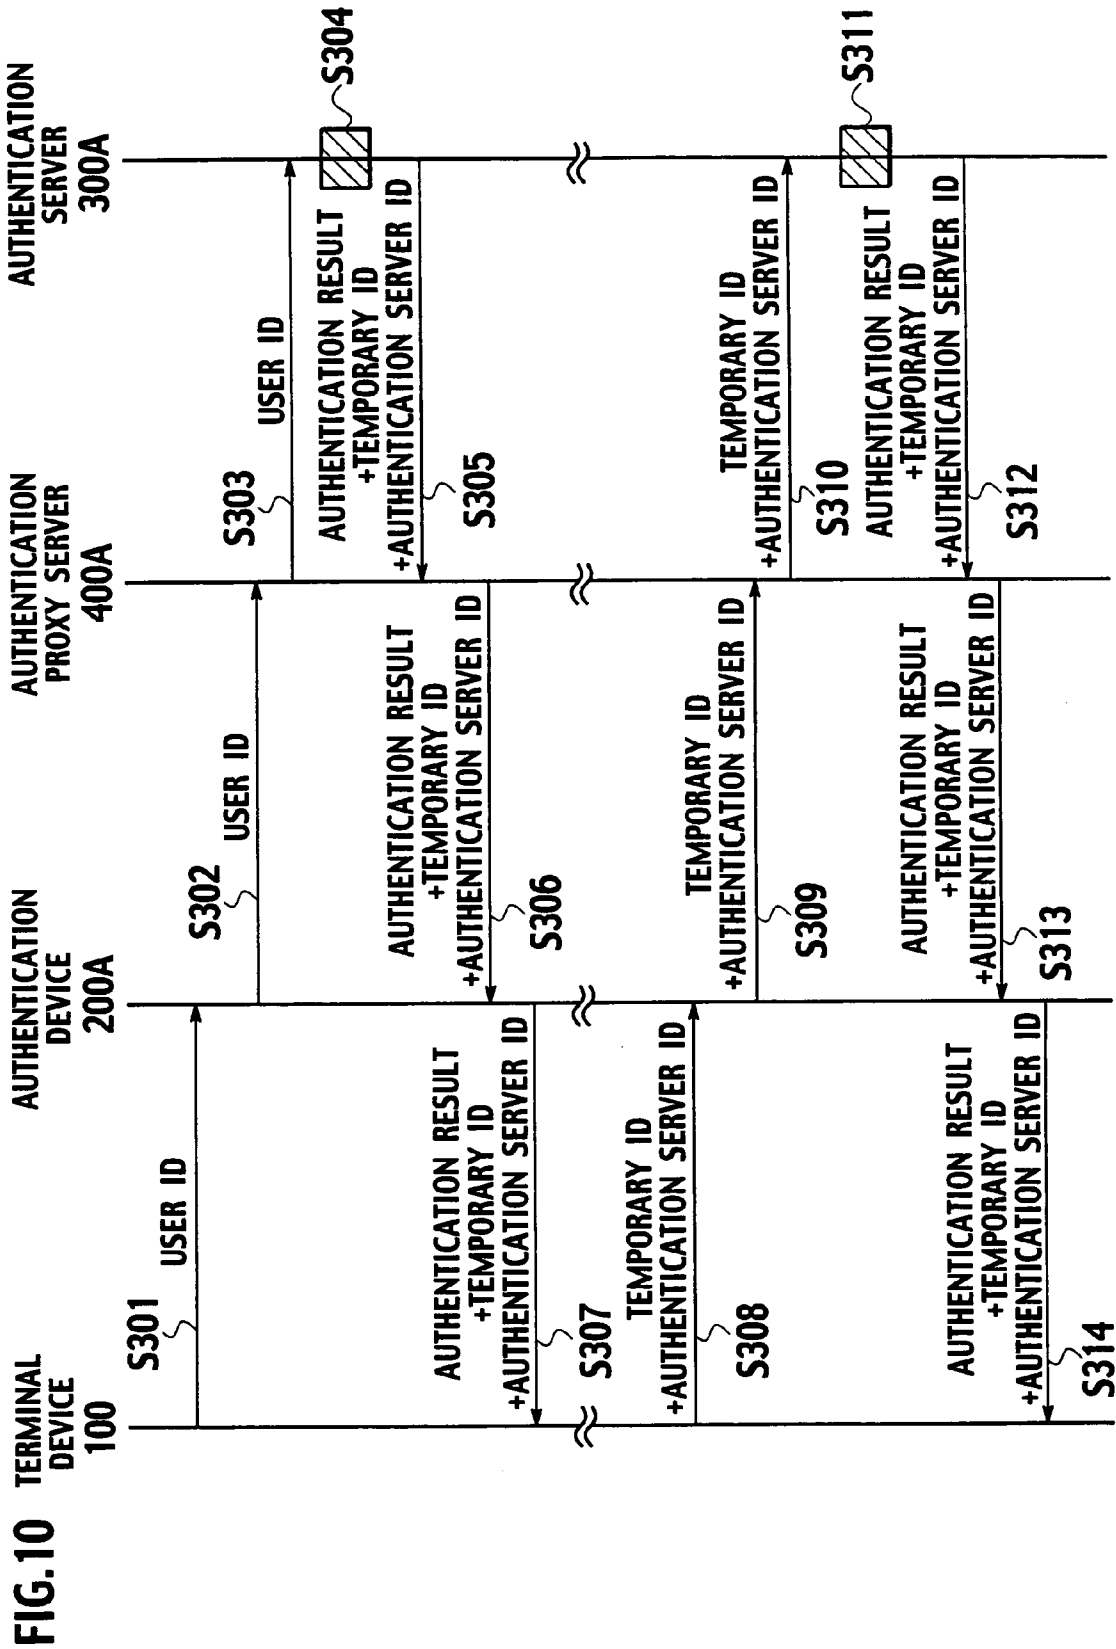 FIG.10
TERMINAL
DEVICE
100
AUTHENTICATION
DEVICE
200A
AUTHENTICATION
PROXY SERVER
400A
AUTHENTICATION
SERVER
300A
S301
USER ID
S302
USER ID
S303
USER ID
S304
AUTHENTICATION RESULT
+TEMPORARY ID
+AUTHENTICATION SERVER ID
S305
AUTHENTICATION RESULT
+TEMPORARY ID
+AUTHENTICATION SERVER ID
S306
AUTHENTICATION RESULT
+TEMPORARY ID
+AUTHENTICATION SERVER ID
S307
TEMPORARY ID
+AUTHENTICATION SERVER ID
S308
TEMPORARY ID
+AUTHENTICATION SERVER ID
S309
TEMPORARY ID
+AUTHENTICATION SERVER ID
S310
S311
AUTHENTICATION RESULT
+TEMPORARY ID
+AUTHENTICATION SERVER ID
S312
AUTHENTICATION RESULT
+TEMPORARY ID
+AUTHENTICATION SERVER ID
S313
AUTHENTICATION RESULT
+TEMPORARY ID
+AUTHENTICATION SERVER ID
S314